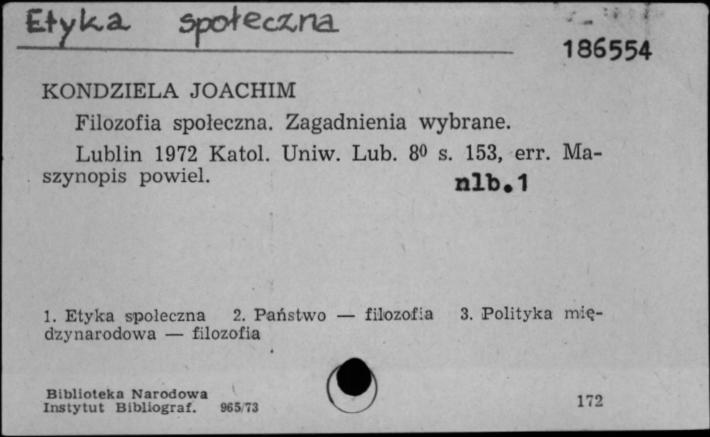 Etyka społeczna
186554
KONDZIELA JOACHIM
Filozofia społeczna. Zagadnienia wybrane.
Lublin 1972 Katol. Uniw. Lub. 8⁰ s. 153, err. Ma-
szynopis powiel.
nlb.1
1. Etyka społeczna 2. Państwo — filozofia 3. Polityka mię-
dzynarodowa — filozofia
Biblioteka Narodowa
Instytut Bibliograf. 965/73
172